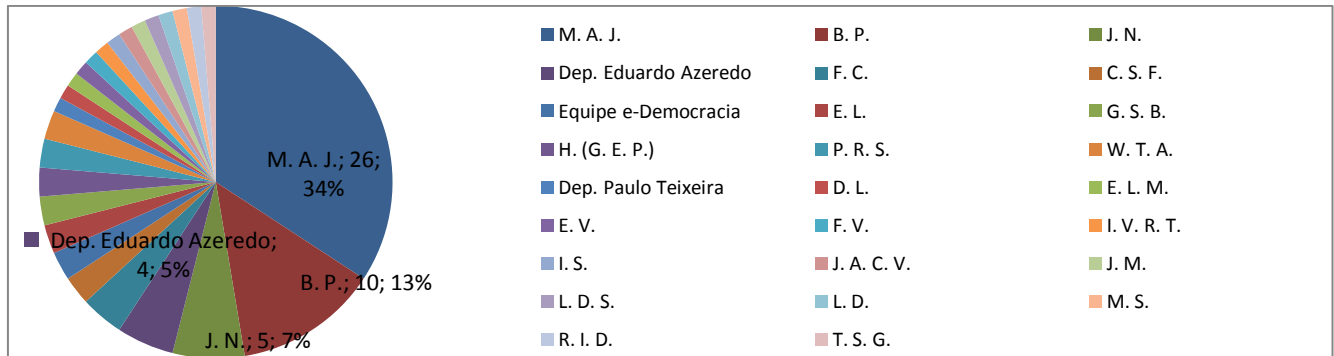 M. A. J.; 26;
34%
Dep. Eduardo Azeredo;
4; 5%
B. P.; 10; 13%
J. N.; 5; 7%
M. A. J. B. P. J. N.
Dep. Eduardo Azeredo F. C. C. S. F.
Equipe e-Democracia E. L. G. S. B.
H. (G. E. P.) P. R. S. W. T. A.
Dep. Paulo Teixeira D. L. E. L. M.
E. V. F. V. I. V. R. T.
I. S. J. A. C. V. J. M.
L. D. S. L. D. M. S.
R. I. D. T. S. G.